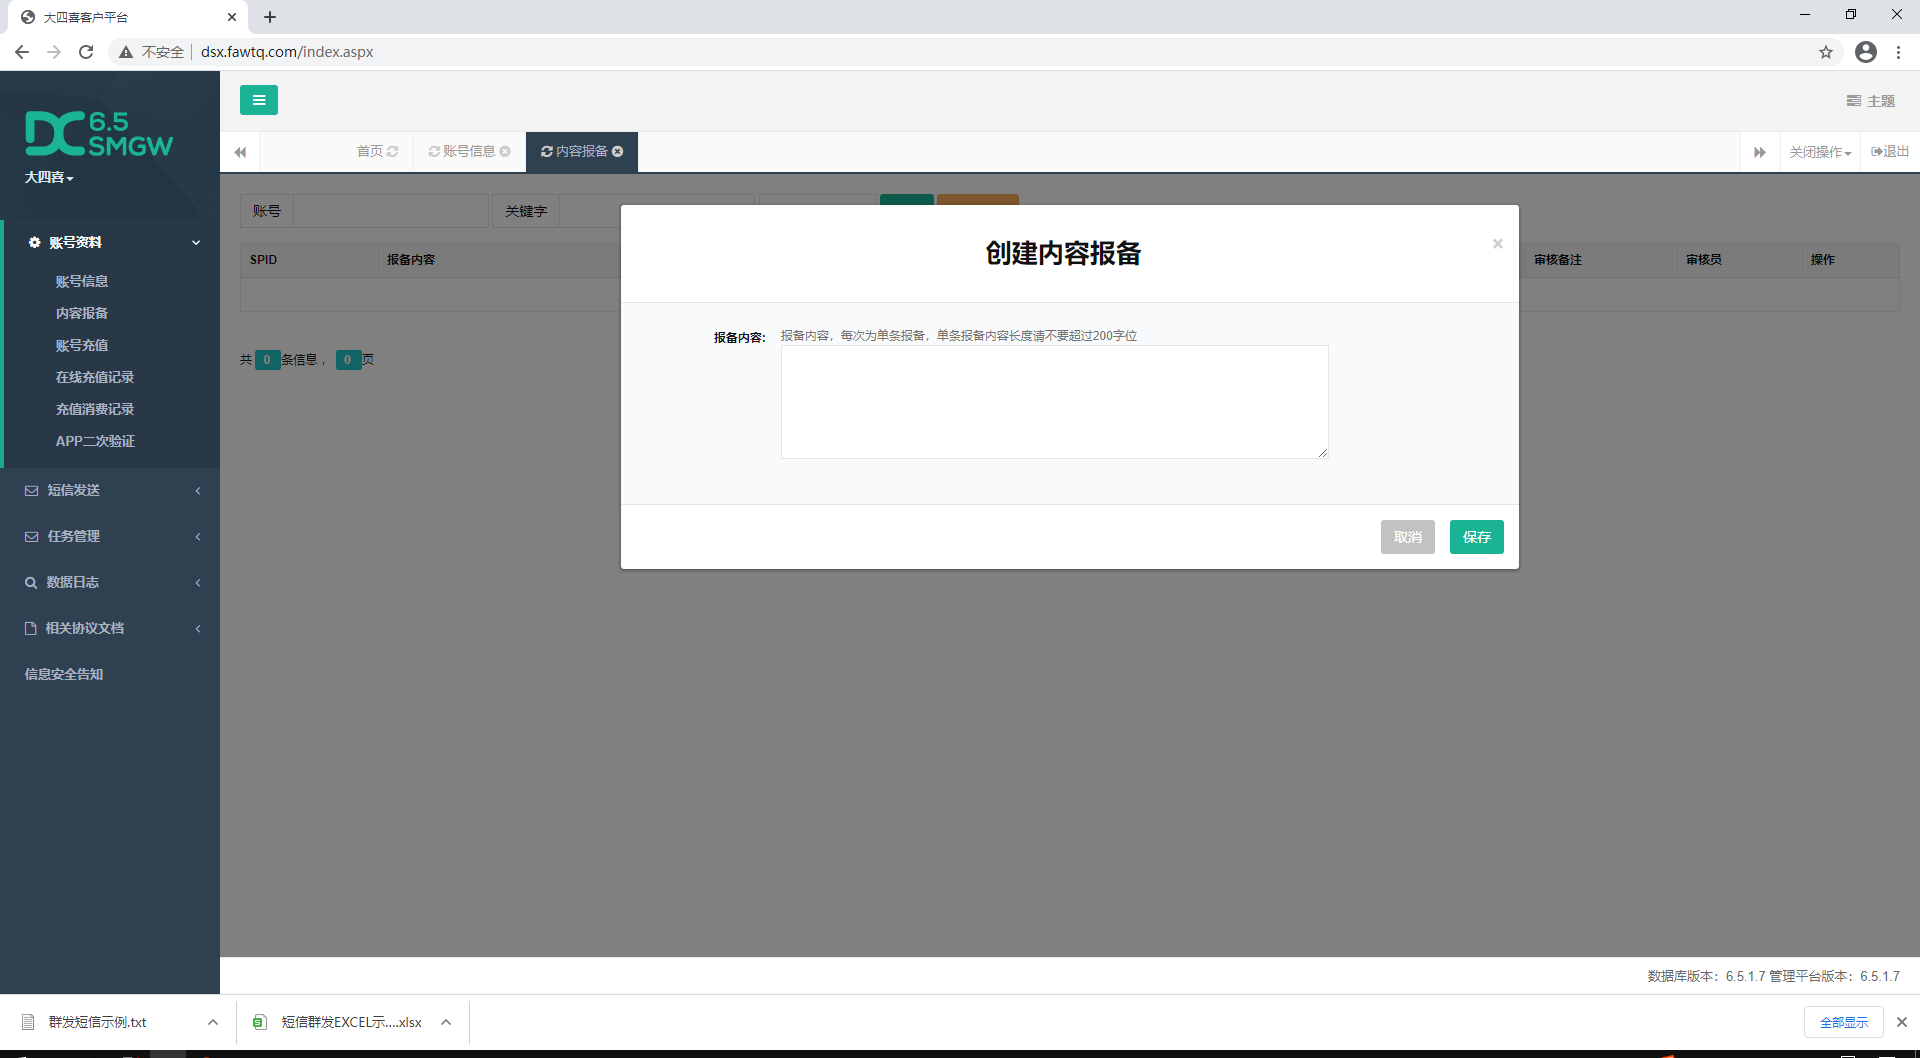 大四喜客户平台
不安全
dsx.fawtq.com/index.aspx
DC 6.5 SMGW
大四喜
账号资料
账号信息
内容报备
账号充值
在线充值记录
充值消费记录
APP二次验证
短信发送
任务管理
数据日志
相关协议文档
信息安全告知
主题
首页
账号信息
内容报备
关闭操作
退出
账号
关键字
SPID
报备内容
审核备注
审核员
操作
共 0 条信息， 0 页
创建内容报备
×
报备内容:
报备内容，每次为单条报备，单条报备内容长度请不要超过200字位
取消
保存
数据库版本：6.5.1.7 管理平台版本：6.5.1.7
群发短信示例.txt
短信群发EXCEL示....xlsx
全部显示